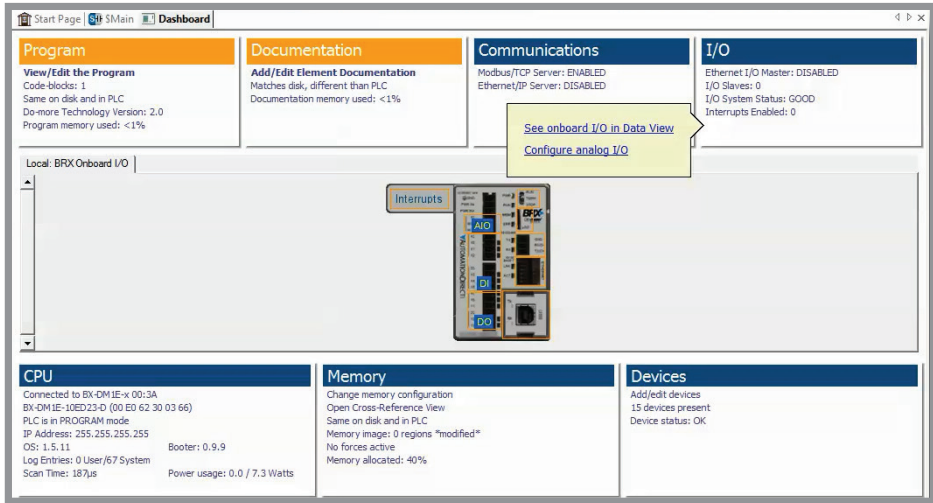 Start Page $Main Dashboard
Program
View/Edit the Program
Code-blocks: 1
Same on disk and in PLC
Do-more Technology Version: 2.0
Program memory used: <1%
Documentation
Add/Edit Element Documentation
Matches disk, different than PLC
Documentation memory used: <1%
Communications
Modbus/TCP Server: ENABLED
Ethernet/IP Server: DISABLED
I/O
Ethernet I/O Master: DISABLED
I/O Slaves: 0
I/O System Status: GOOD
Interrupts Enabled: 0
See onboard I/O in Data View
Configure analog I/O
Local: BRX Onboard I/O
Interrupts
BRX
AIO
AUTOMATIONDIRECT
DI
DO
CPU
Connected to BX-DM1E-x 00:3A
BX-DM1E-10ED23-D (00 E0 62 30 03 66)
PLC is in PROGRAM mode
IP Address: 255.255.255.255
OS: 1.5.11 Booter: 0.9.9
Log Entries: 0 User/67 System
Scan Time: 187µs Power usage: 0.0 / 7.3 Watts
Memory
Change memory configuration
Open Cross-Reference View
Same on disk and in PLC
Memory image: 0 regions *modified*
No forces active
Memory allocated: 40%
Devices
Add/edit devices
15 devices present
Device status: OK